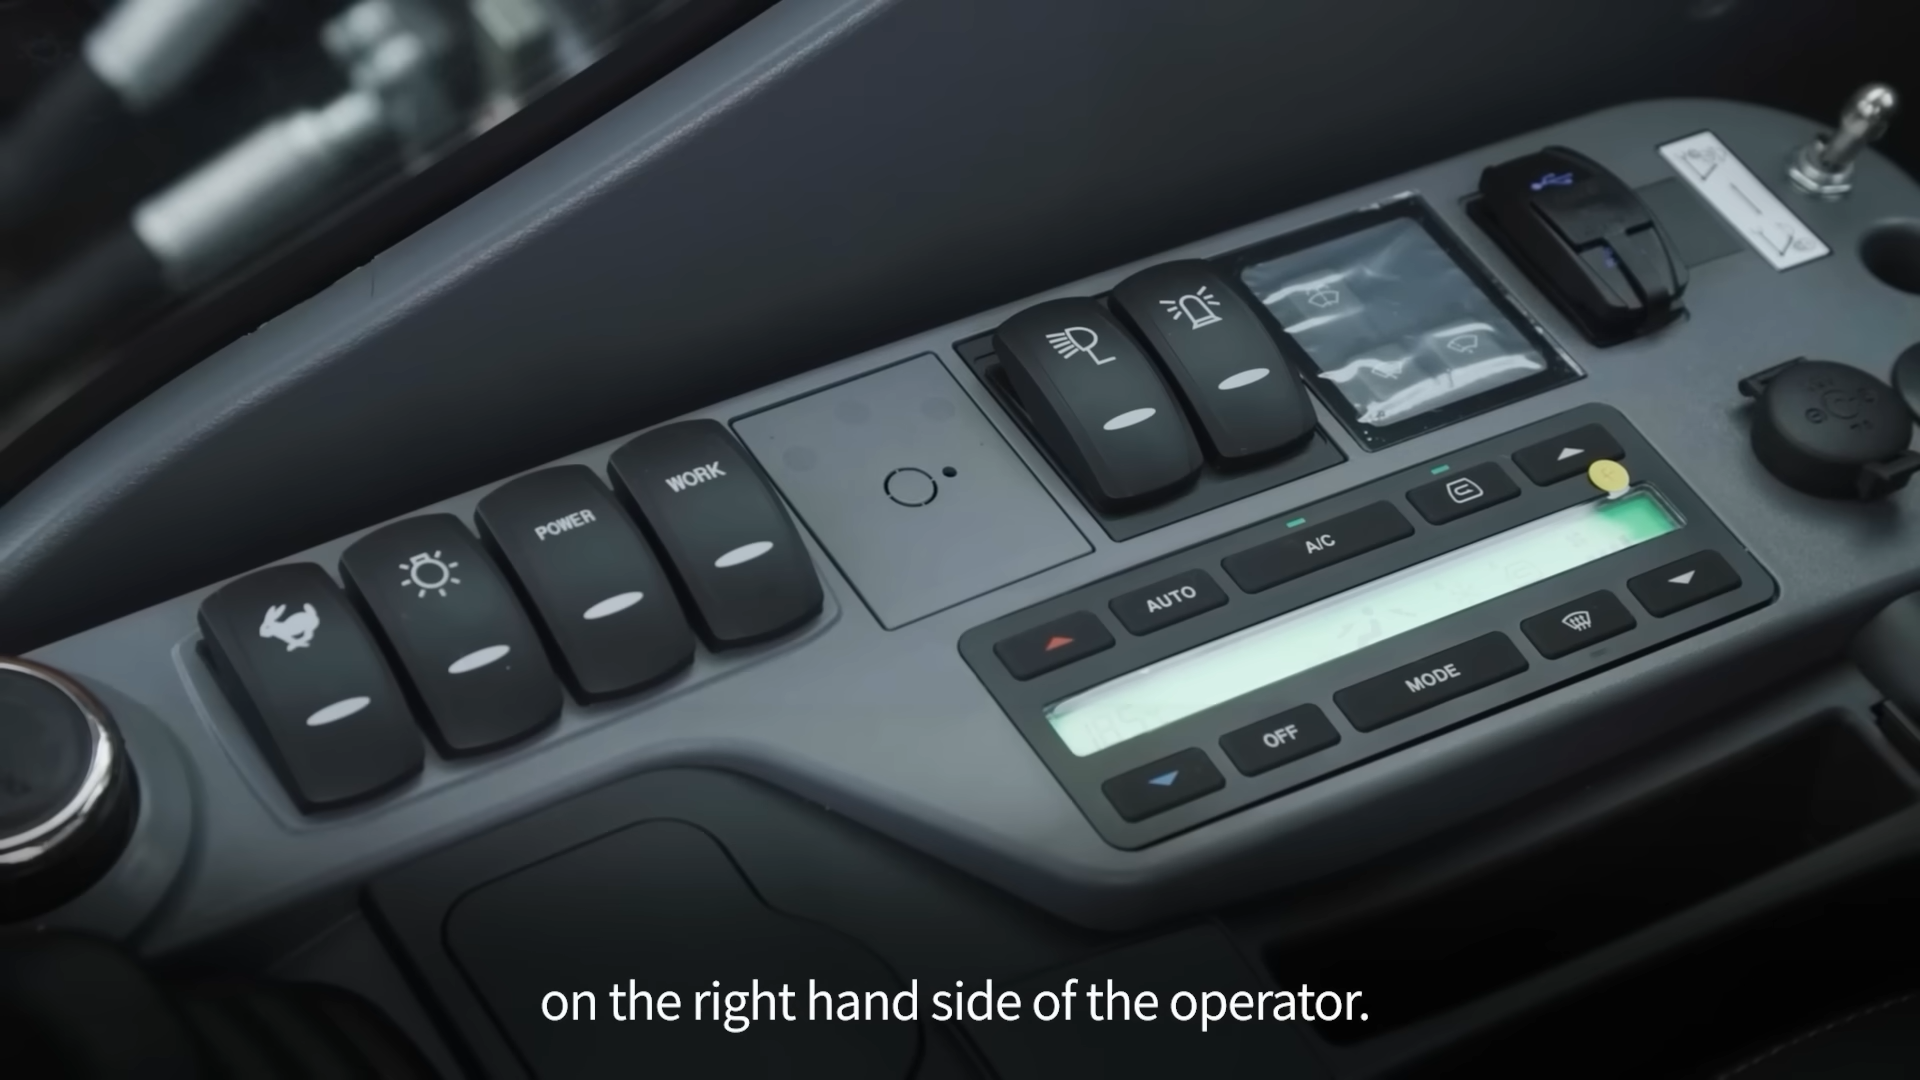 WORK
POWER
A/C
AUTO
MODE
OFF
on the right hand side of the operator.